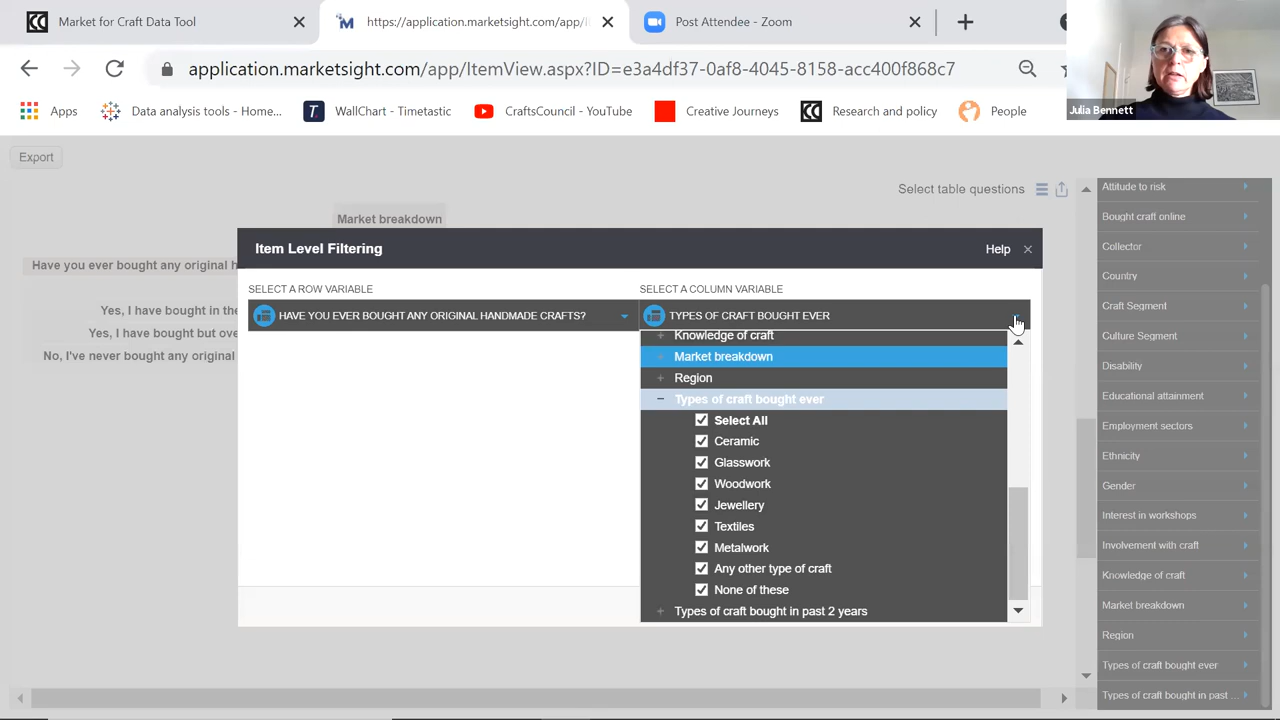 Market for Craft Data Tool
https://application.marketsight.com/app/I
Post Attendee - Zoom
application.marketsight.com/app/ItemView.aspx?ID=e3a4df37-0af8-4045-8158-acc400f868c7
Apps
Data analysis tools - Home...
WallChart - Timetastic
CraftsCouncil - YouTube
Creative Journeys
Research and policy
People
Julia Bennett
Export
Select table questions
Market breakdown
Item Level Filtering
Help
Have you ever bought any original h
SELECT A ROW VARIABLE
SELECT A COLUMN VARIABLE
HAVE YOU EVER BOUGHT ANY ORIGINAL HANDMADE CRAFTS?
TYPES OF CRAFT BOUGHT EVER
Yes, I have bought in the
Yes, I have bought but ove
No, I've never bought any original
Knowledge of craft
Market breakdown
Region
Types of craft bought ever
Select All
Ceramic
Glasswork
Woodwork
Jewellery
Textiles
Metalwork
Any other type of craft
None of these
Types of craft bought in past 2 years
Attitude to risk
Bought craft online
Collector
Country
Craft Segment
Culture Segment
Disability
Educational attainment
Employment sectors
Ethnicity
Gender
Interest in workshops
Involvement with craft
Knowledge of craft
Market breakdown
Region
Types of craft bought ever
Types of craft bought in past ...